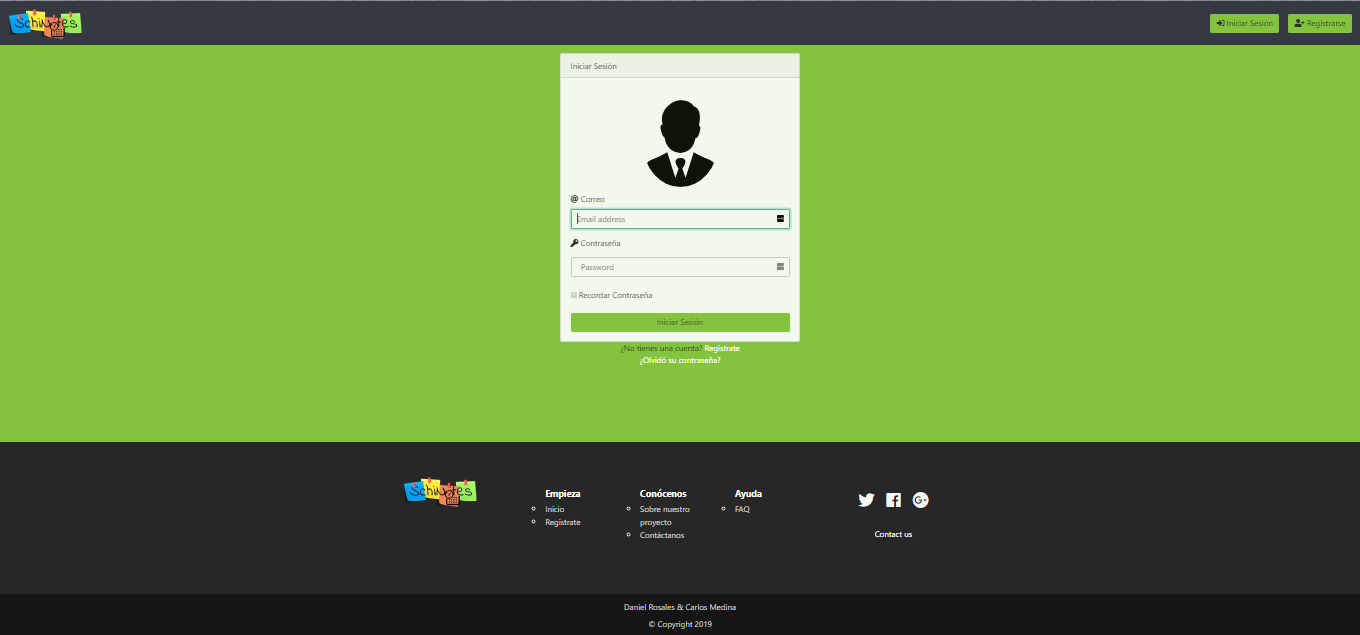 Schinotes
Iniciar Sesión
Registrarse
Iniciar Sesión
@ Correo
Email address
Contraseña
Password
Recordar Contraseña
Iniciar Sesión
¿No tienes una cuenta? Registrate
¿Olvidó su contraseña?
Schinotes
Empieza
Inicio
Registrate
Conócenos
Sobre nuestro
proyecto
Contáctanos
Ayuda
FAQ
G+
Contact us
Daniel Rosales & Carlos Medina
© Copyright 2019